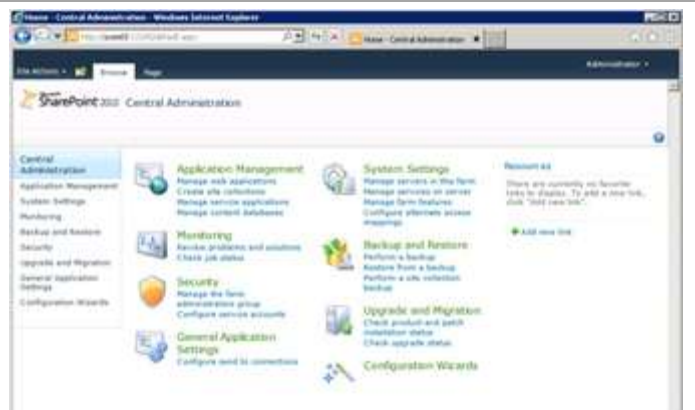 Home - Central Administration - Windows Internet Explorer
Home - Central Administration
Site Actions
Browse
Page
Administrator
SharePoint 2010 Central Administration
Central Administration
Application Management
System Settings
Monitoring
Backup and Restore
Security
Upgrade and Migration
General Application Settings
Configuration Wizards
Application Management
Manage web applications
Create site collections
Manage service applications
Manage content databases
Monitoring
Review problems and solutions
Check job status
Security
Manage the farm
administrators group
Configure service accounts
General Application
Settings
Configure send to connections
System Settings
Manage servers in this farm
Manage services on server
Manage farm features
Configure alternate access
mappings
Backup and Restore
Perform a backup
Restore from a backup
Perform a site collection
backup
Upgrade and Migration
Check product and patch
installation status
Check upgrade status
Configuration Wizards
Resources
There are currently no favorite
links to display. To add a new link,
click "Add new link".
Add new link